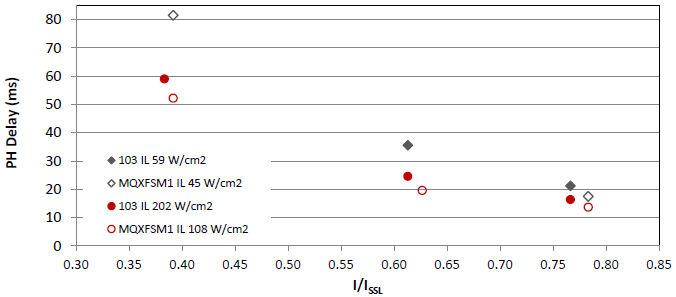 80
70
60
50
40
30
20
10
0
PH Delay (ms)
103 IL 59 W/cm2
MQXFSM1 IL 45 W/cm2
103 IL 202 W/cm2
MQXFSM1 IL 108 W/cm2
0.30 0.35 0.40 0.45 0.50 0.55 0.60 0.65 0.70 0.75 0.80 0.85
I/ISSL